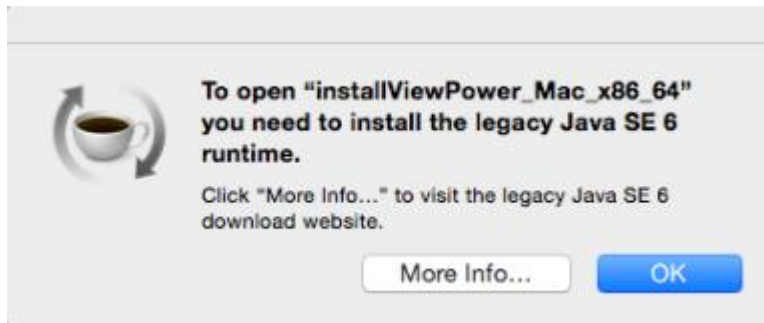 To open “installViewPower_Mac_x86_64”
you need to install the legacy Java SE 6
runtime.
Click "More Info..." to visit the legacy Java SE 6
download website.
More Info...
OK